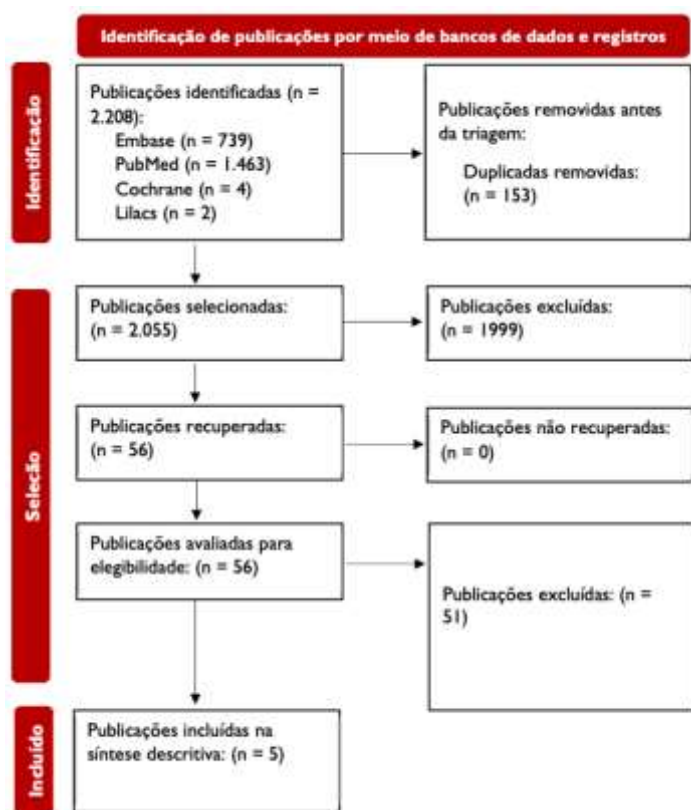 Identificação de publicações por meio de bancos de dados e registros
Identificação
Publicações identificadas (n =
2.208):
Embase (n = 739)
PubMed (n = 1.463)
Cochrane (n = 4)
Lilacs (n = 2)
Publicações removidas antes
da triagem:
Duplicadas removidas:
(n = 153)
Seleção
Publicações selecionadas:
(n = 2.055)
Publicações excluídas:
(n = 1999)
Publicações recuperadas:
(n = 56)
Publicações não recuperadas:
(n = 0)
Publicações avaliadas para
elegibilidade: (n = 56)
Publicações excluídas: (n =
51)
Incluído
Publicações incluídas na
síntese descritiva: (n = 5)